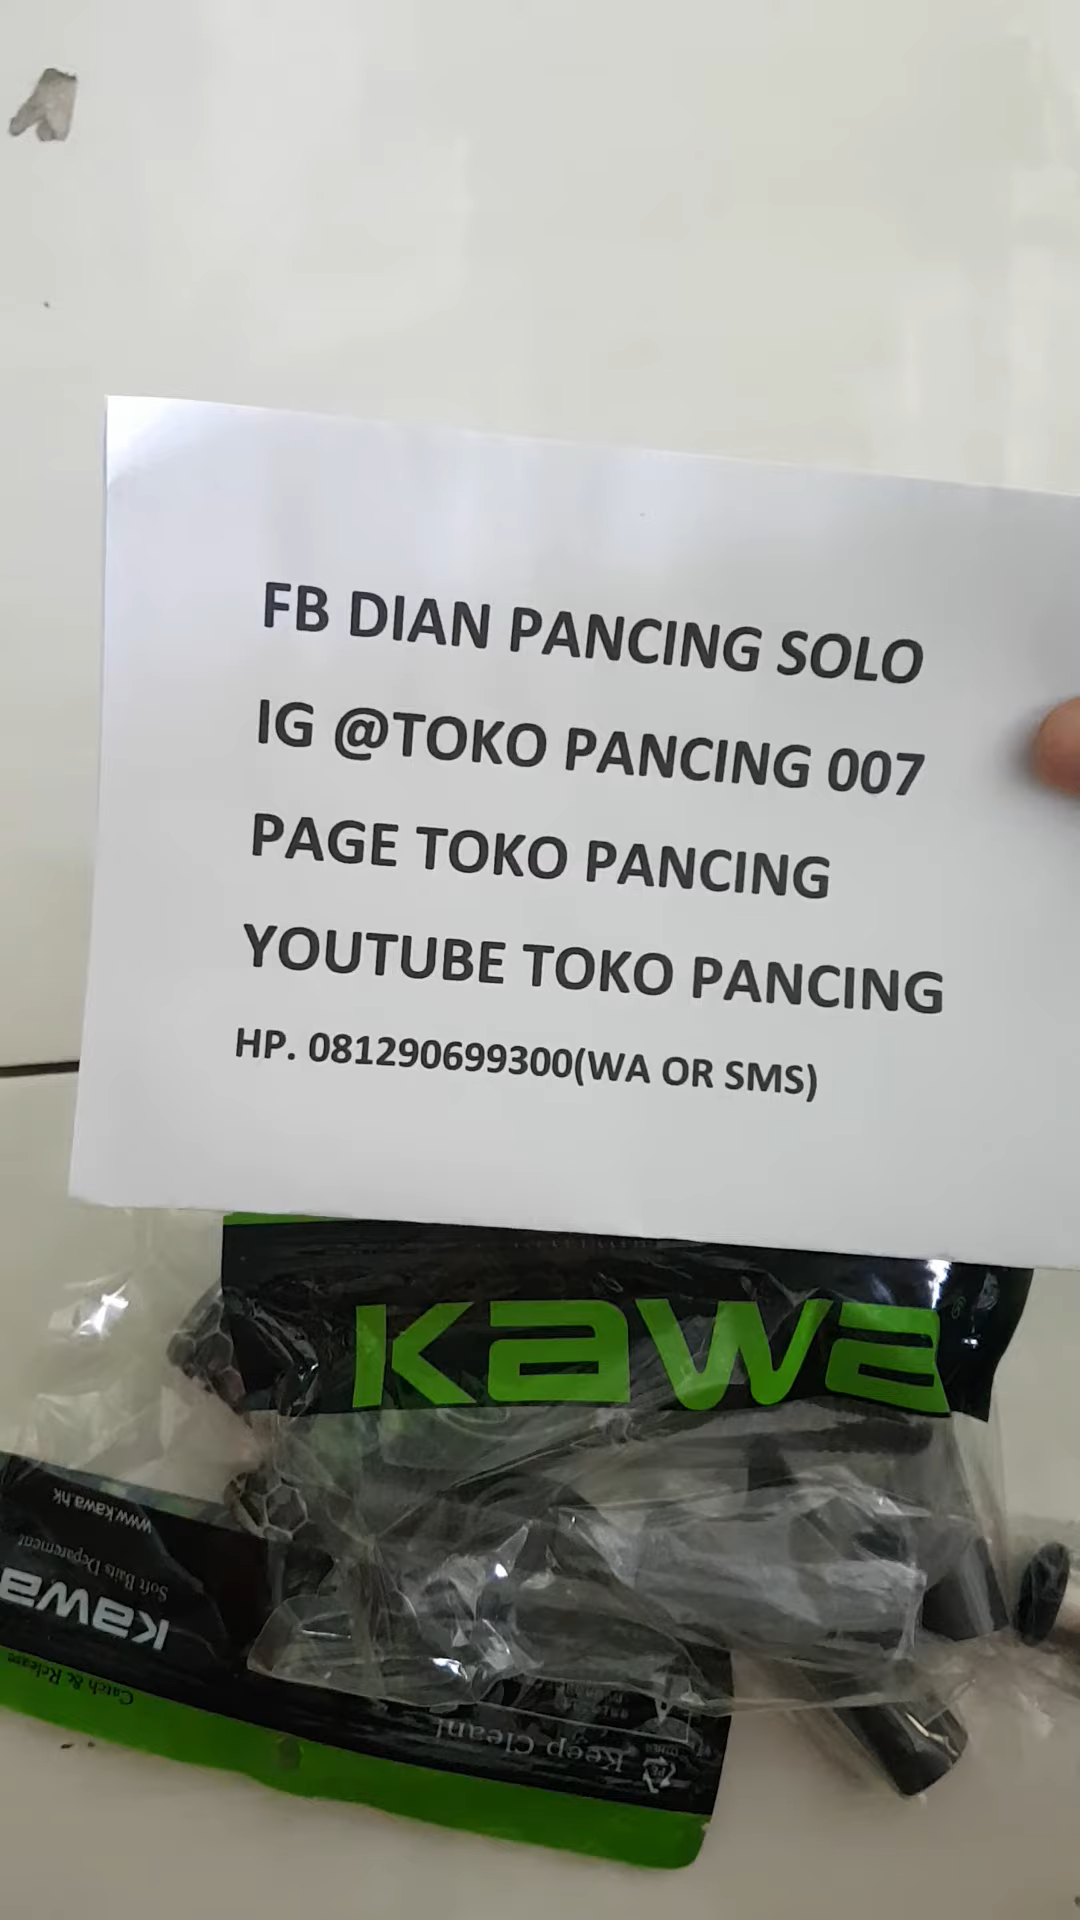 FB DIAN PANCING SOLO
IG @TOKO PANCING 007
PAGE TOKO PANCING
YOUTUBE TOKO PANCING
HP. 081290699300(WA OR SMS)
kawa
www.kawa.hk
Soft Baits Deparement
kawa
Catch & Release
Keep Clean!